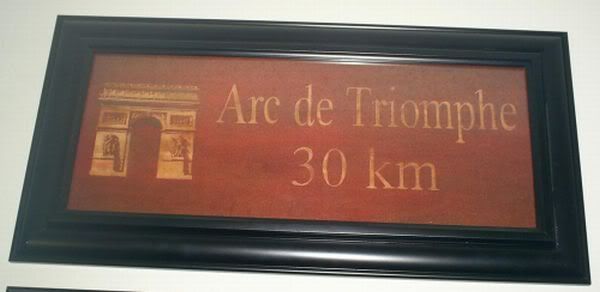 Arc de Triomphe
30 km